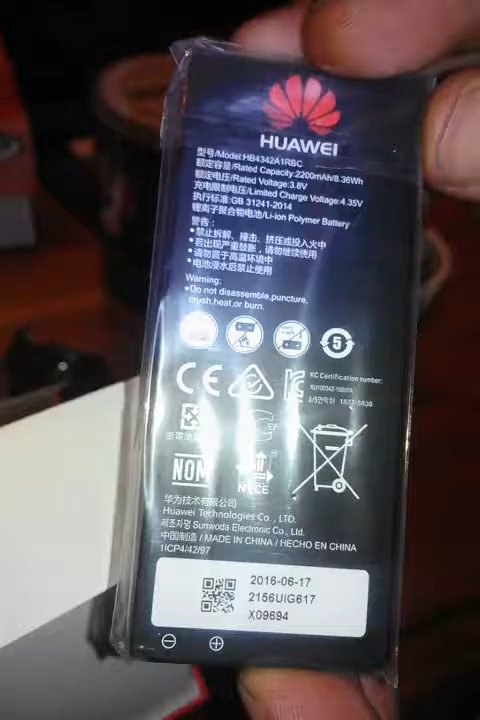 HUAWEI
型号/Model:HB4342A1RBC
额定容量/Rated Capacity:2200mAh/8.36Wh
额定电压/Rated Voltage:3.8V
充电限制电压/Limited Charge Voltage:4.35V
执行标准:GB 31241-2014
锂离子聚合物电池/Li-ion Polymer Battery
警告:
•禁止拆解、撞击、挤压或投入火中
•若出现严重鼓胀,请勿继续使用
•请勿置于高温环境中
•电池浸水后禁止使用
Warning:
•Do not disassemble,puncture,
crush,heat,or burn.
5
CE
KC Certification number:
NOM
NYCE
华为技术有限公司
Huawei Technologies Co., LTD.
제조자명 Sunwoda Electronic Co., Ltd.
中国制造 / MADE IN CHINA / HECHO EN CHINA
1ICP4/42/97
2016-06-17
2156UIG617
X09694
⊖ ⊕